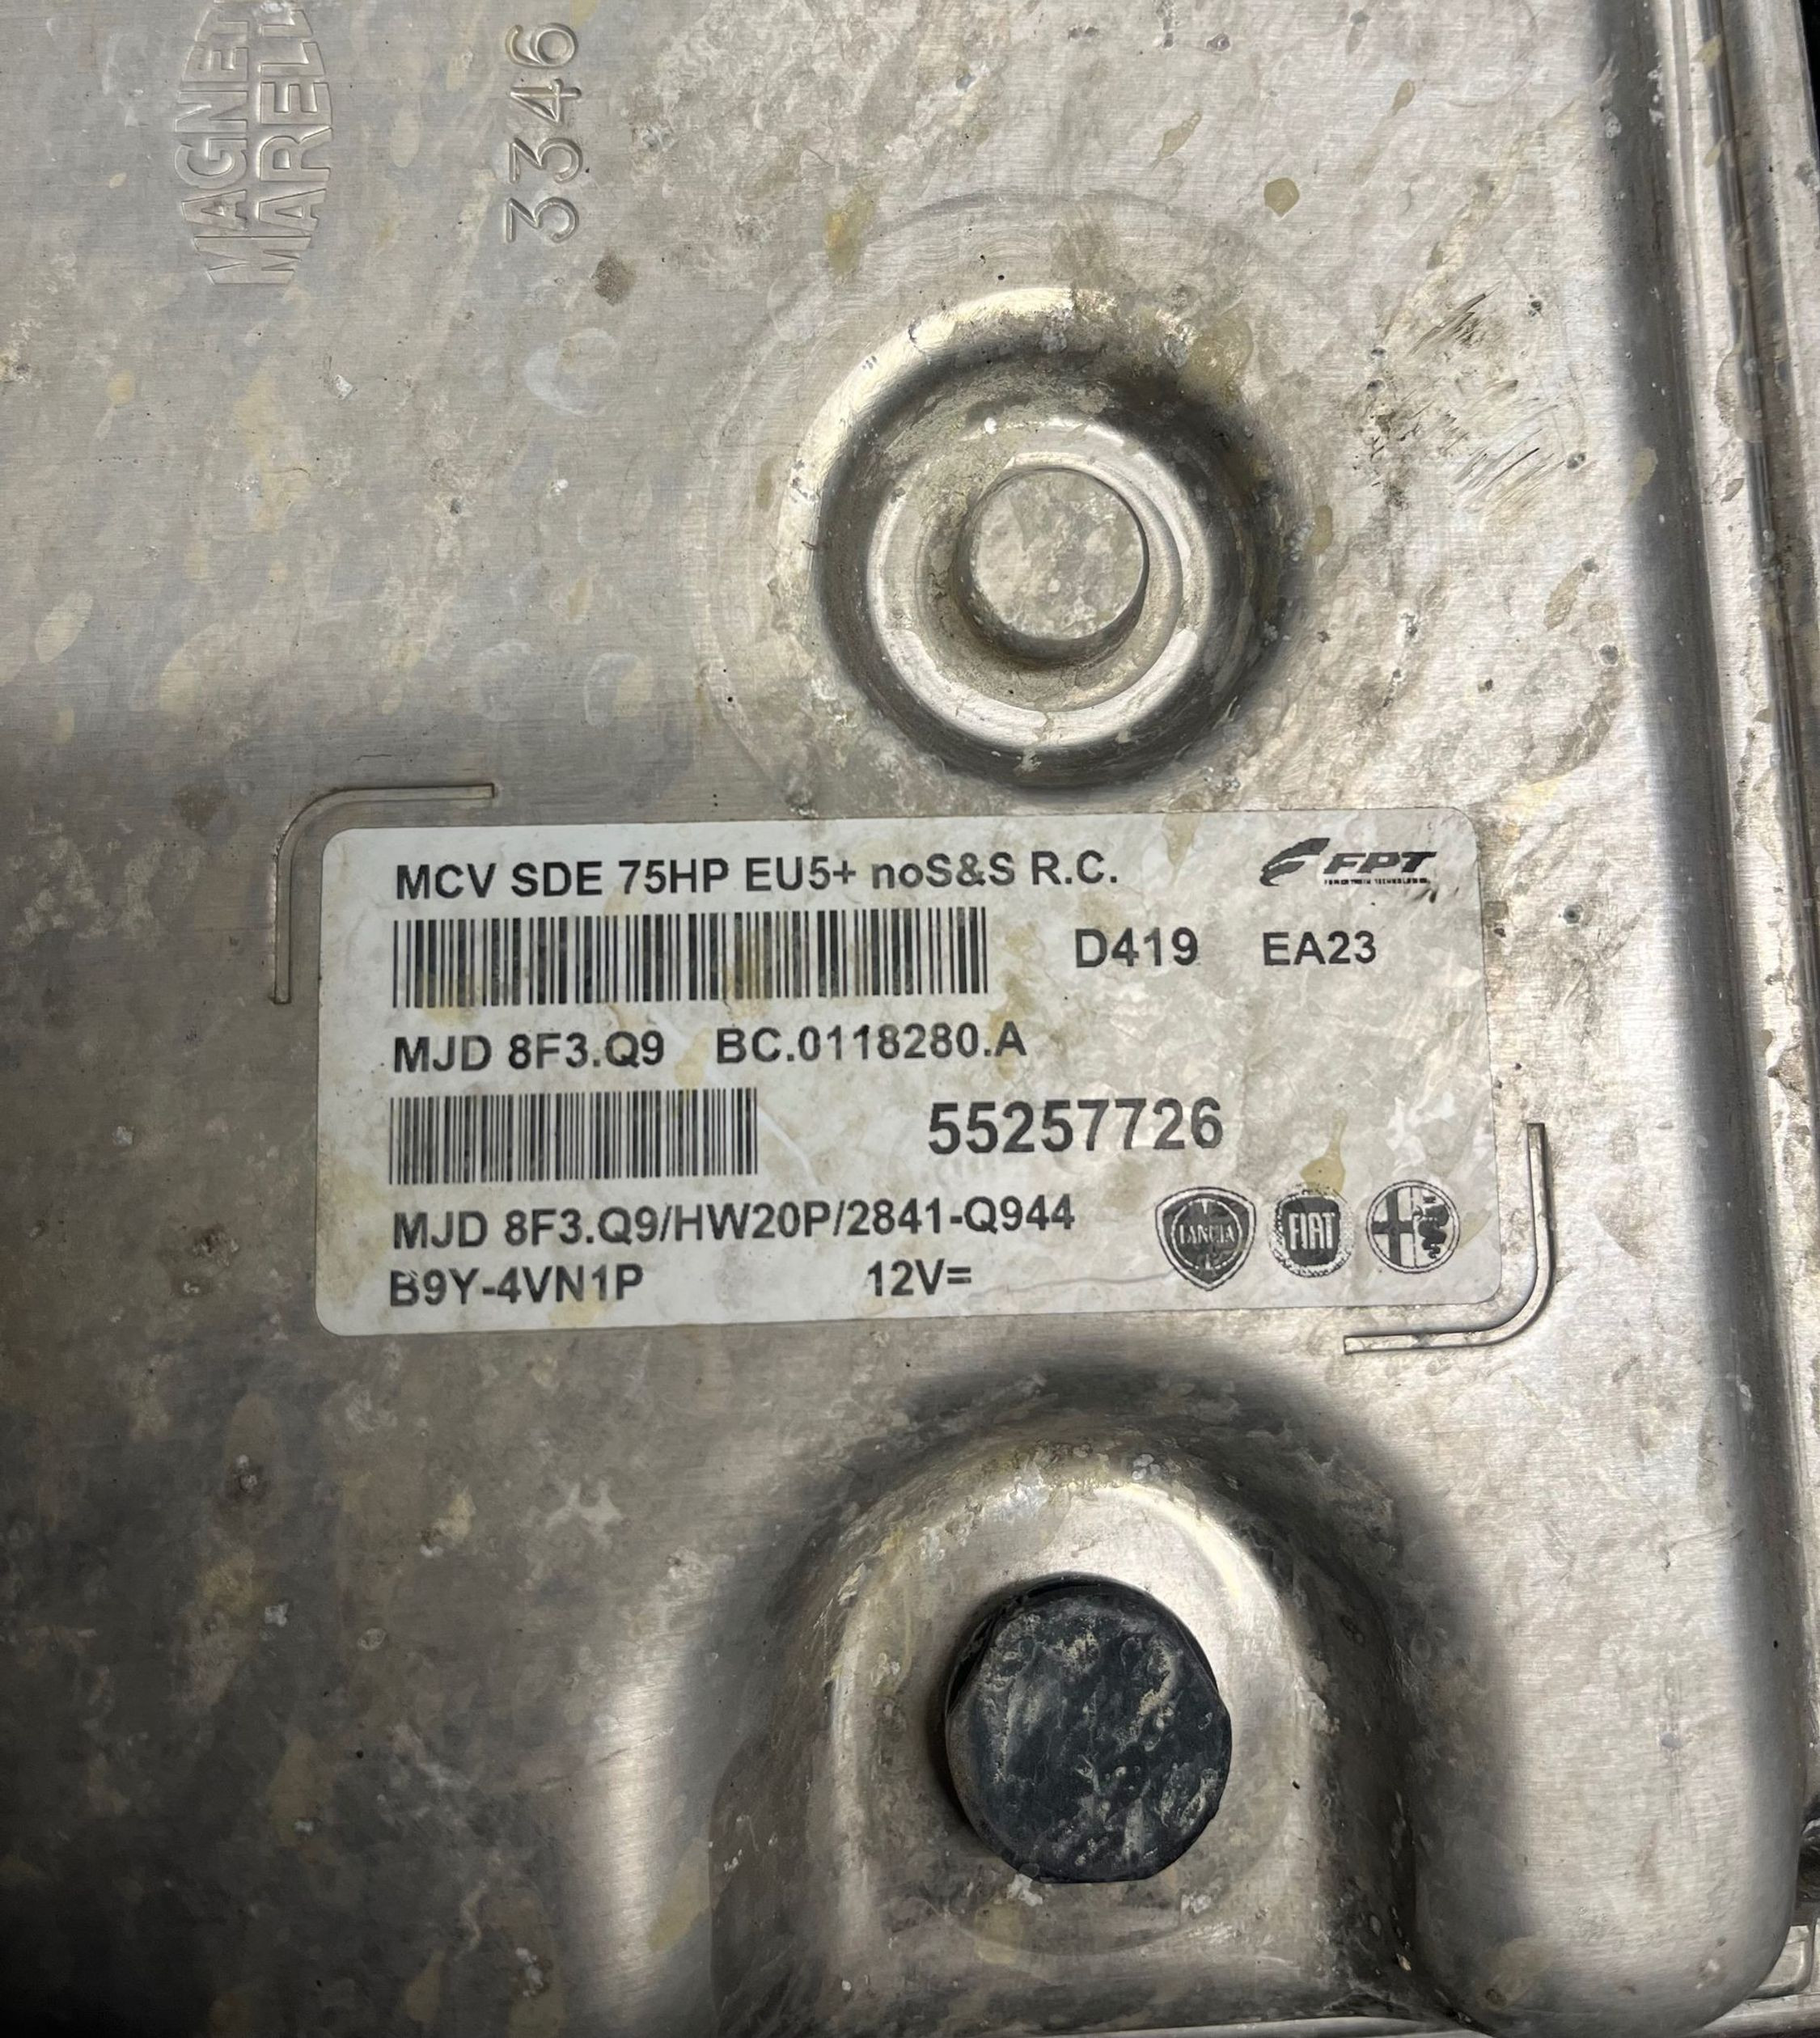 MAGNETI
MARELLI
3346
MCV SDE 75HP EU5+ noS&S R.C.
FPT
D419 EA23
MJD 8F3.Q9 BC.0118280.A
55257726
MJD 8F3.Q9/HW20P/2841-Q944
LANCIA
FIAT
B9Y-4VN1P 12V=